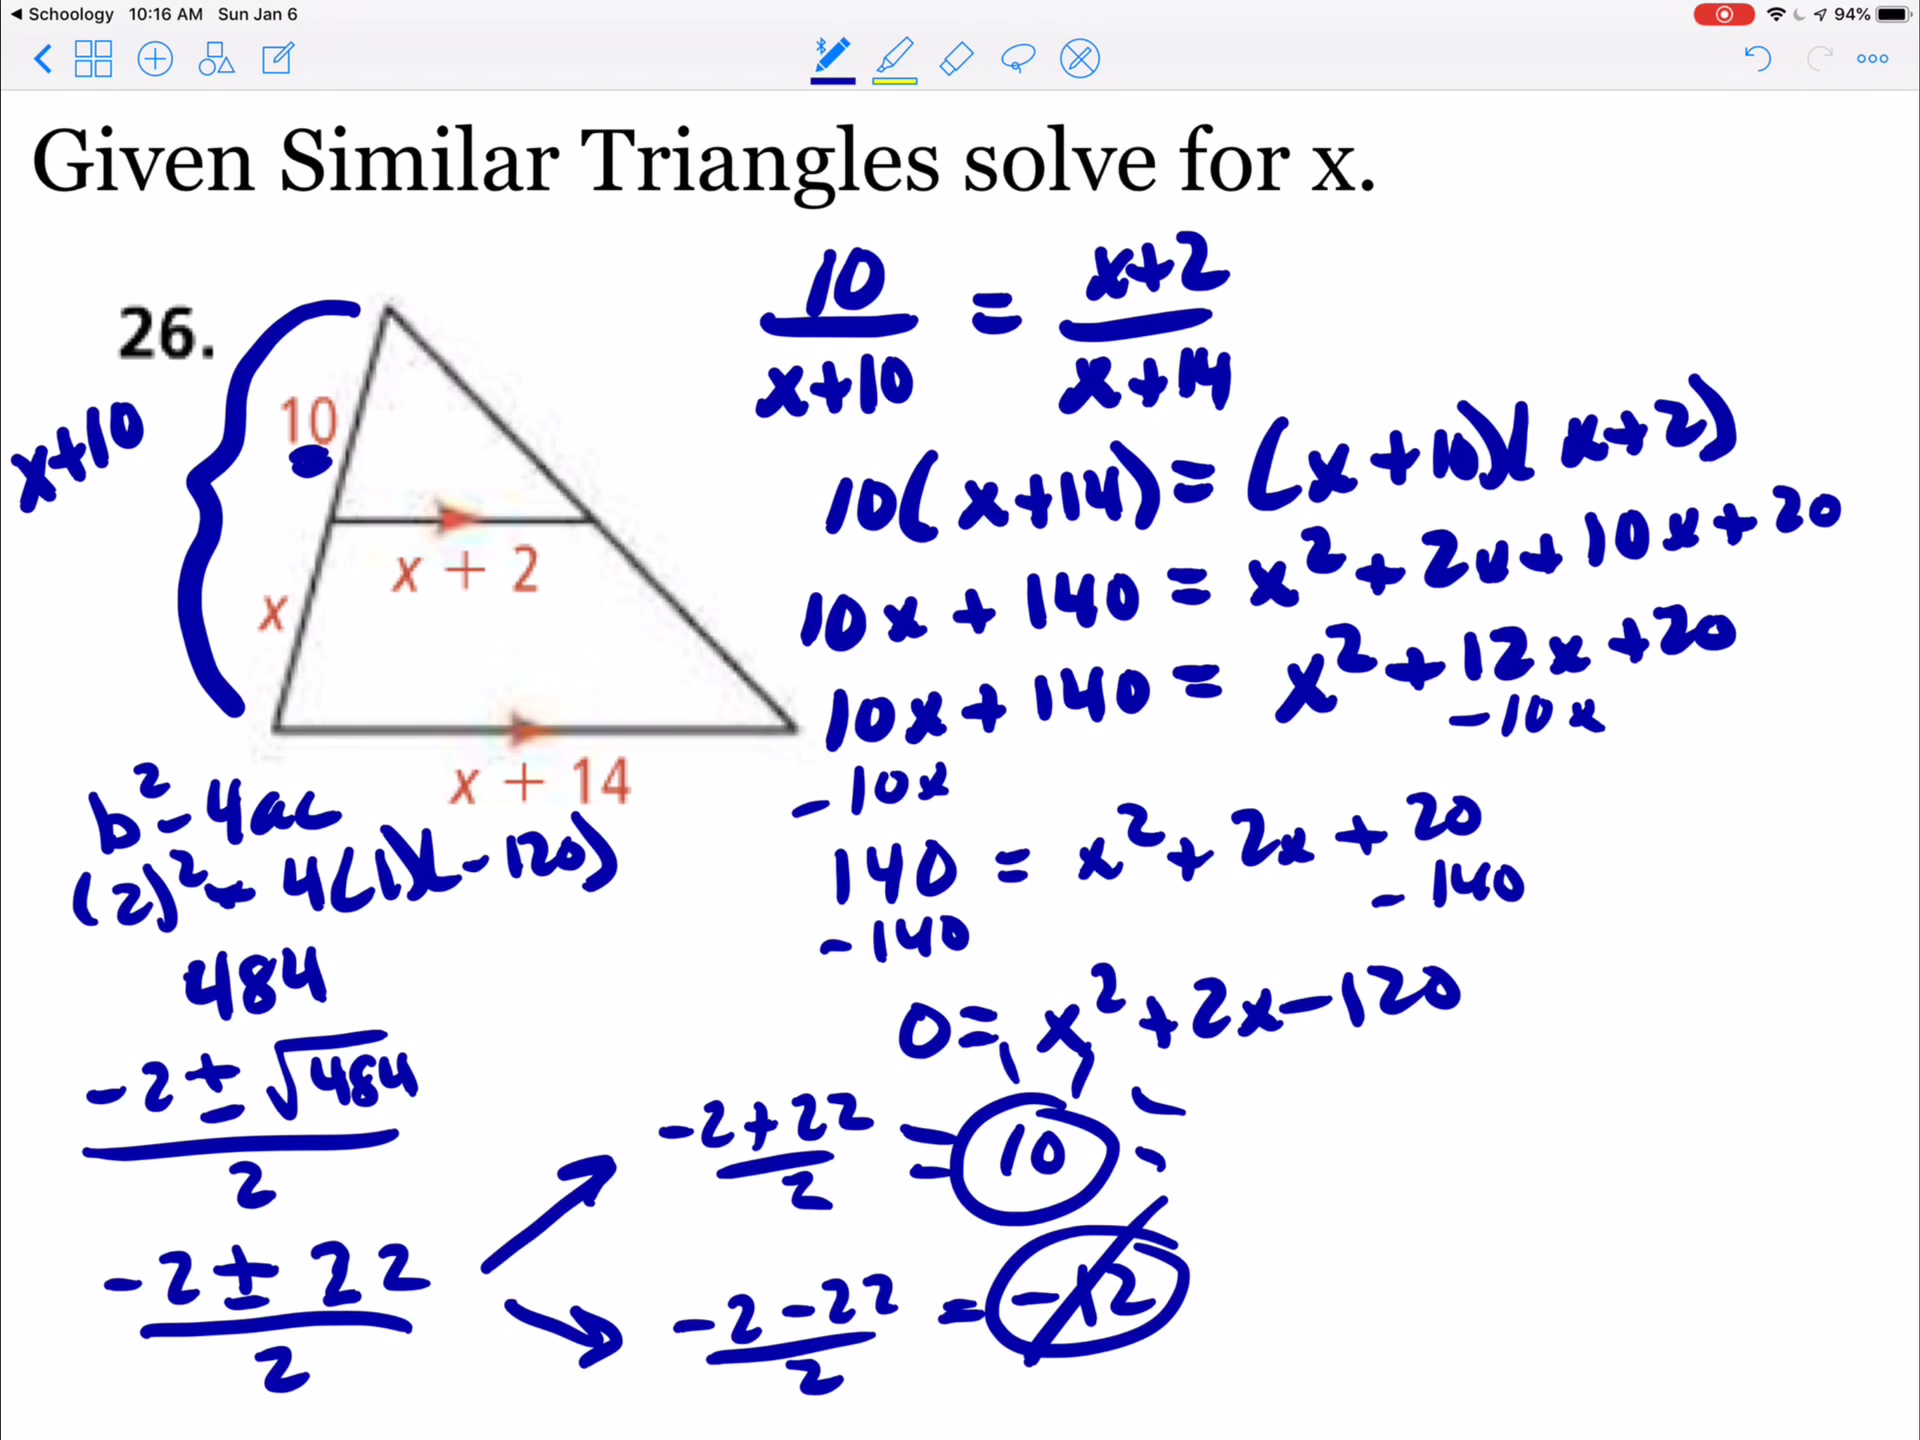 Schoology 10:16 AM Sun Jan 6
94%
Given Similar Triangles solve for x.
26.
10
x
x + 2
x + 14
x+10
10/(x+10) = (x+2)/(x+14)
10(x+14) = (x+10)(x+2)
10x + 140 = x² + 2x + 10x + 20
10x + 140 = x² + 12x + 20
-10x -10x
140 = x² + 2x + 20
-140 -140
0 = x² + 2x - 120
b² - 4ac
(2)² - 4(1)(-120)
484
(-2 ± √484)/2
(-2 ± 22)/2
(-2+22)/2 = 10
(-2-22)/2 = -12